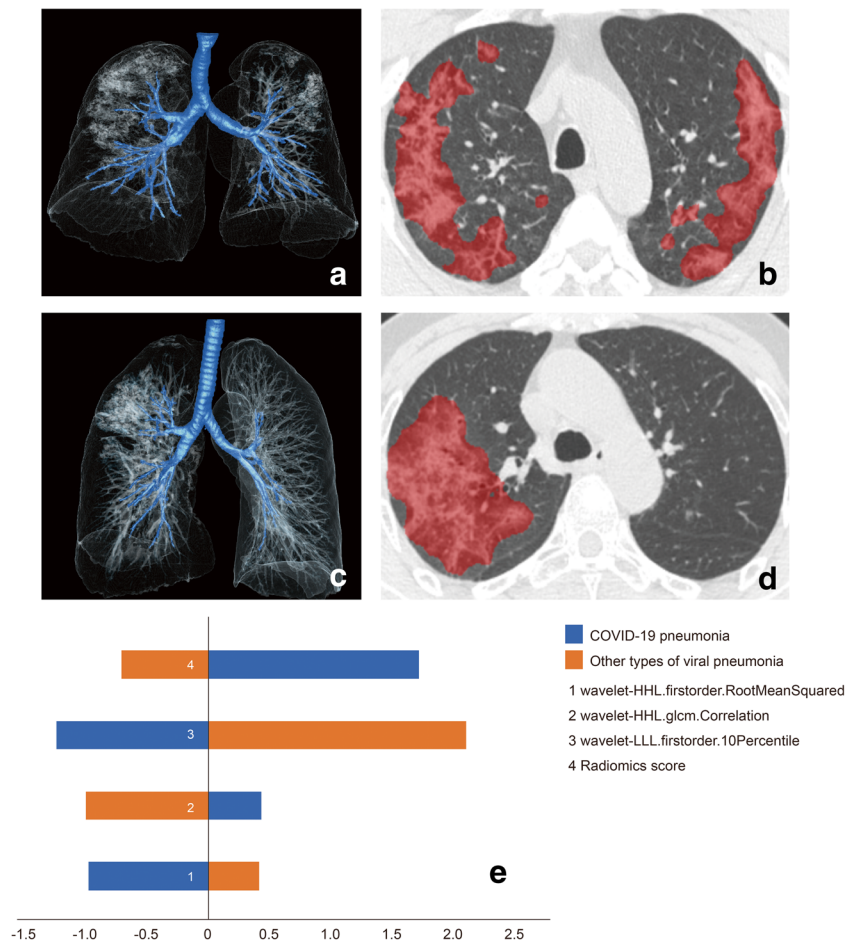 a
b
c
d
COVID-19 pneumonia
Other types of viral pneumonia
1 wavelet-HHL.firstorder.RootMeanSquared
2 wavelet-HHL.glcm.Correlation
3 wavelet-LLL.firstorder.10Percentile
4 Radiomics score
4
3
2
1
e
-1.5 -1.0 -0.5 0 0.5 1.0 1.5 2.0 2.5